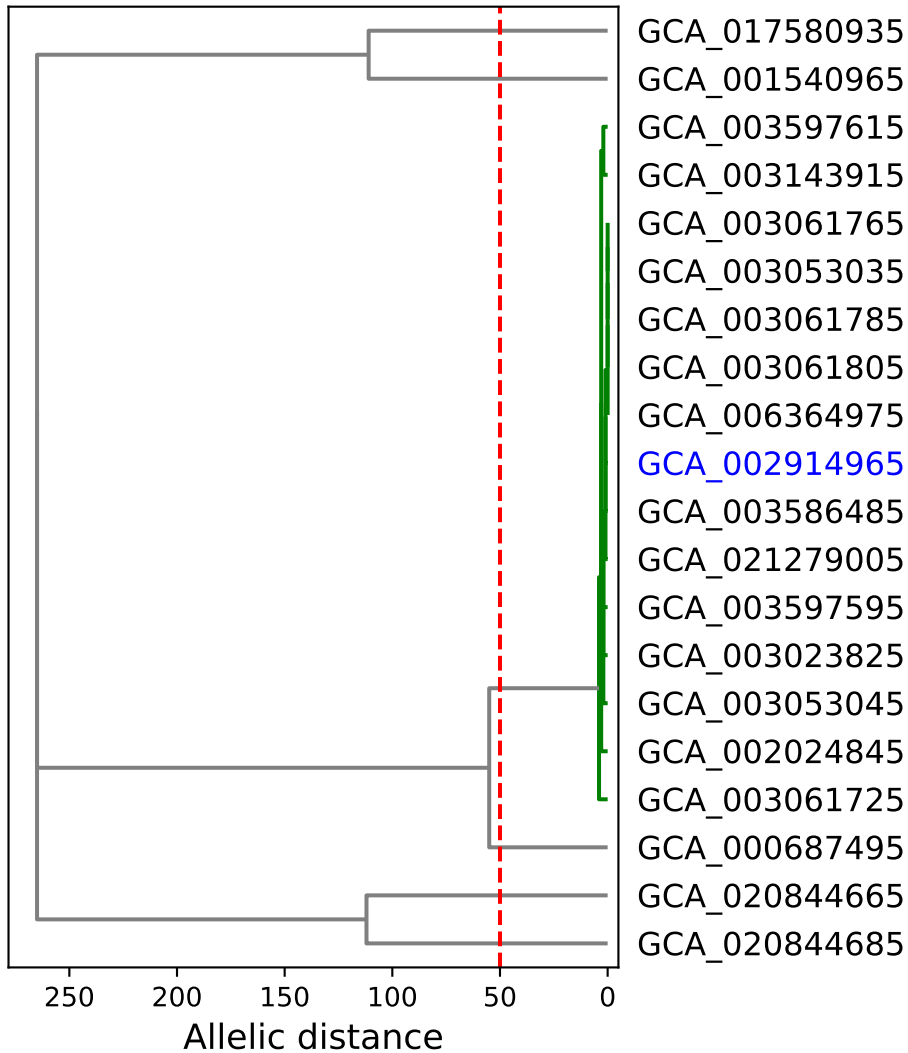 GCA_017580935
GCA_001540965
GCA_003597615
GCA_003143915
GCA_003061765
GCA_003053035
GCA_003061785
GCA_003061805
GCA_006364975
GCA_002914965
GCA_003586485
GCA_021279005
GCA_003597595
GCA_003023825
GCA_003053045
GCA_002024845
GCA_003061725
GCA_000687495
GCA_020844665
GCA_020844685
250 200 150 100 50 0
Allelic distance